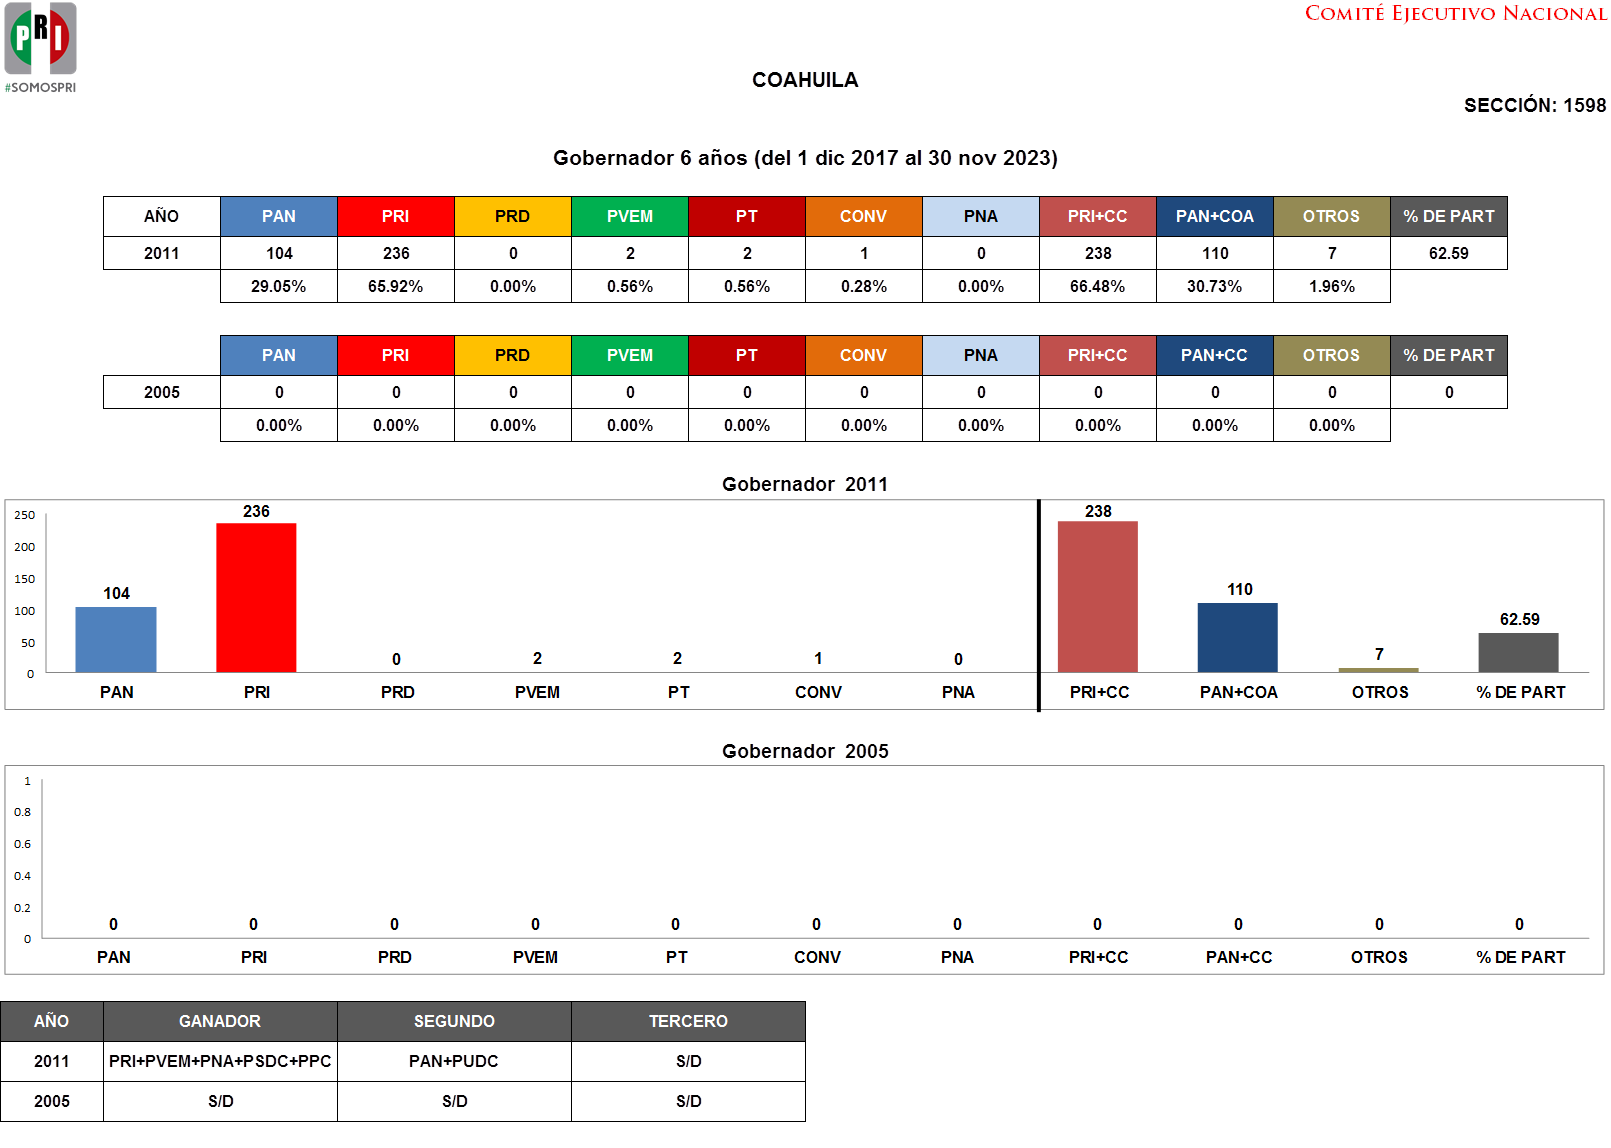 COMITÉ EJECUTIVO NACIONAL
PRI
#SOMOSPRI
COAHUILA
SECCIÓN: 1598
Gobernador 6 años (del 1 dic 2017 al 30 nov 2023)
AÑO PAN PRI PRD PVEM PT CONV PNA PRI+CC PAN+COA OTROS % DE PART
2011 104 236 0 2 2 1 0 238 110 7 62.59
29.05% 65.92% 0.00% 0.56% 0.56% 0.28% 0.00% 66.48% 30.73% 1.96%
PAN PRI PRD PVEM PT CONV PNA PRI+CC PAN+CC OTROS % DE PART
2005 0 0 0 0 0 0 0 0 0 0 0
0.00% 0.00% 0.00% 0.00% 0.00% 0.00% 0.00% 0.00% 0.00% 0.00%
Gobernador 2011
250
200
150
100
50
0
104 236 0 2 2 1 0 238 110 7 62.59
PAN PRI PRD PVEM PT CONV PNA PRI+CC PAN+COA OTROS % DE PART
Gobernador 2005
1
0.8
0.6
0.4
0.2
0
0 0 0 0 0 0 0 0 0 0 0
PAN PRI PRD PVEM PT CONV PNA PRI+CC PAN+CC OTROS % DE PART
AÑO GANADOR SEGUNDO TERCERO
2011 PRI+PVEM+PNA+PSDC+PPC PAN+PUDC S/D
2005 S/D S/D S/D